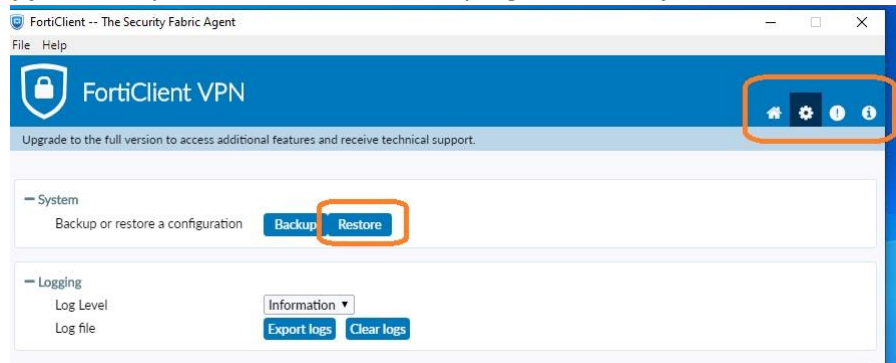 FortiClient -- The Security Fabric Agent
File Help
FortiClient VPN
Upgrade to the full version to access additional features and receive technical support.
System
Backup or restore a configuration Backup Restore
Logging
Log Level Information
Log file Export logs Clear logs